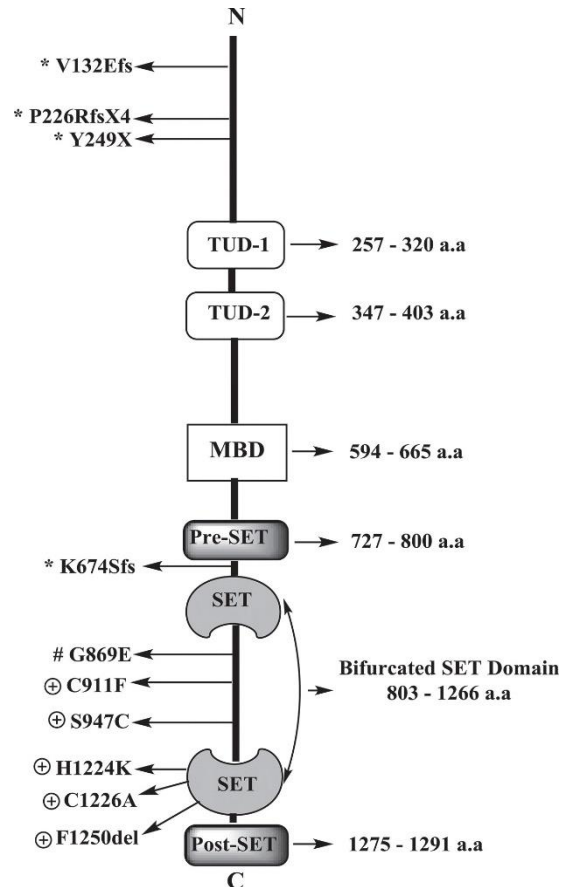 N
* V132Efs
* P226RfsX4
* Y249X
TUD-1
257 - 320 a.a
TUD-2
347 - 403 a.a
MBD
594 - 665 a.a
Pre-SET
727 - 800 a.a
* K674Sfs
SET
# G869E
⊕ C911F
Bifurcated SET Domain
803 - 1266 a.a
⊕ S947C
⊕ H1224K
SET
⊕ C1226A
⊕ F1250del
Post-SET
1275 - 1291 a.a
C